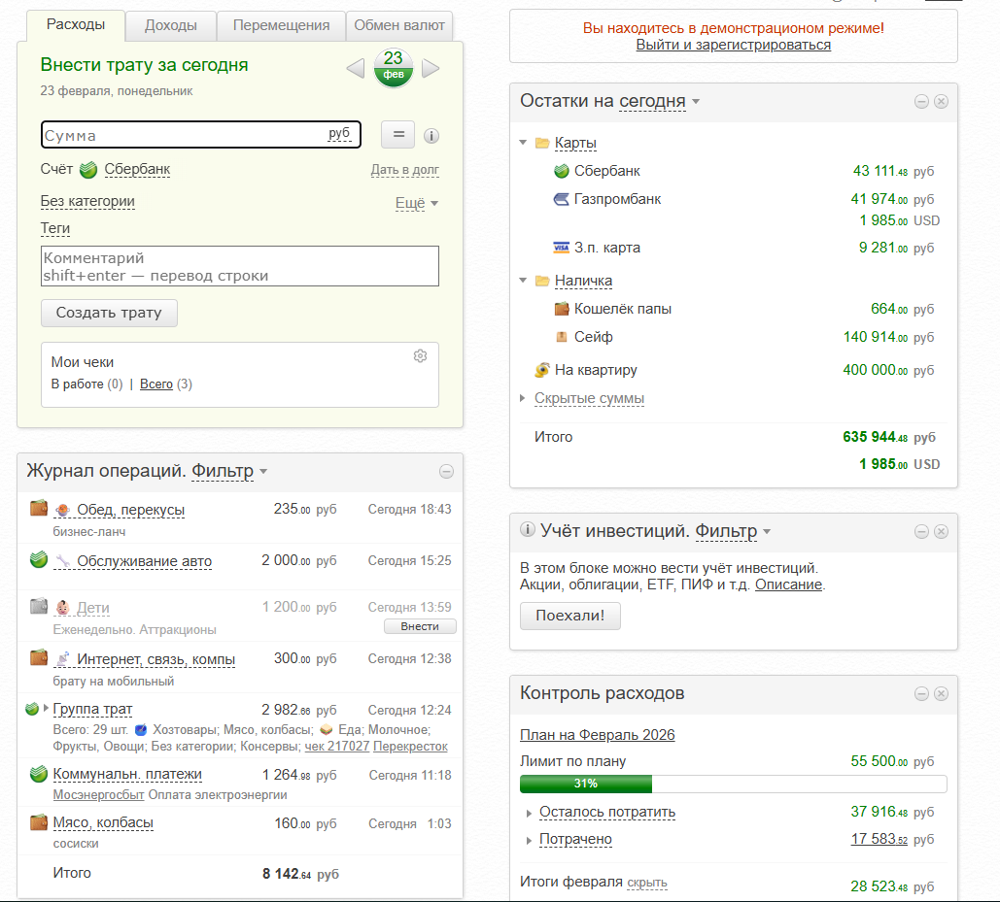 Расходы
Доходы
Перемещения
Обмен валют
Внести трату за сегодня
23
фев
23 февраля, понедельник
Сумма
руб
=
i
Счёт Сбербанк
Дать в долг
Без категории
Ещё
Теги
Комментарий
shift+enter — перевод строки
Создать трату
Мои чеки
В работе (0) | Всего (3)
Журнал операций. Фильтр
Обед, перекусы 235.00 руб Сегодня 18:43
бизнес-ланч
Обслуживание авто 2 000.00 руб Сегодня 15:25
Дети 1 200.00 руб Сегодня 13:59
Еженедельно. Аттракционы
Внести
Интернет, связь, компы 300.00 руб Сегодня 12:38
брату на мобильный
Группа трат 2 982.66 руб Сегодня 12:24
Всего: 29 шт. Хозтовары; Мясо, колбасы; Еда; Молочное;
Фрукты, Овощи; Без категории; Консервы; чек 217027 Перекресток
Коммунальн. платежи 1 264.98 руб Сегодня 11:18
Мосэнергосбыт Оплата электроэнергии
Мясо, колбасы 160.00 руб Сегодня 1:03
сосиски
Итого 8 142.64 руб
Вы находитесь в демонстрационном режиме!
Выйти и зарегистрироваться
Остатки на сегодня
Карты
Сбербанк 43 111.48 руб
Газпромбанк 41 974.00 руб
1 985.00 USD
VISA З.п. карта 9 281.00 руб
Наличка
Кошелёк папы 664.00 руб
Сейф 140 914.00 руб
На квартиру 400 000.00 руб
Скрытые суммы
Итого 635 944.48 руб
1 985.00 USD
i Учёт инвестиций. Фильтр
В этом блоке можно вести учёт инвестиций.
Акции, облигации, ETF, ПИФ и т.д. Описание.
Поехали!
Контроль расходов
План на Февраль 2026
Лимит по плану 55 500.00 руб
31%
Осталось потратить 37 916.48 руб
Потрачено 17 583.52 руб
Итоги февраля скрыть 28 523.48 руб